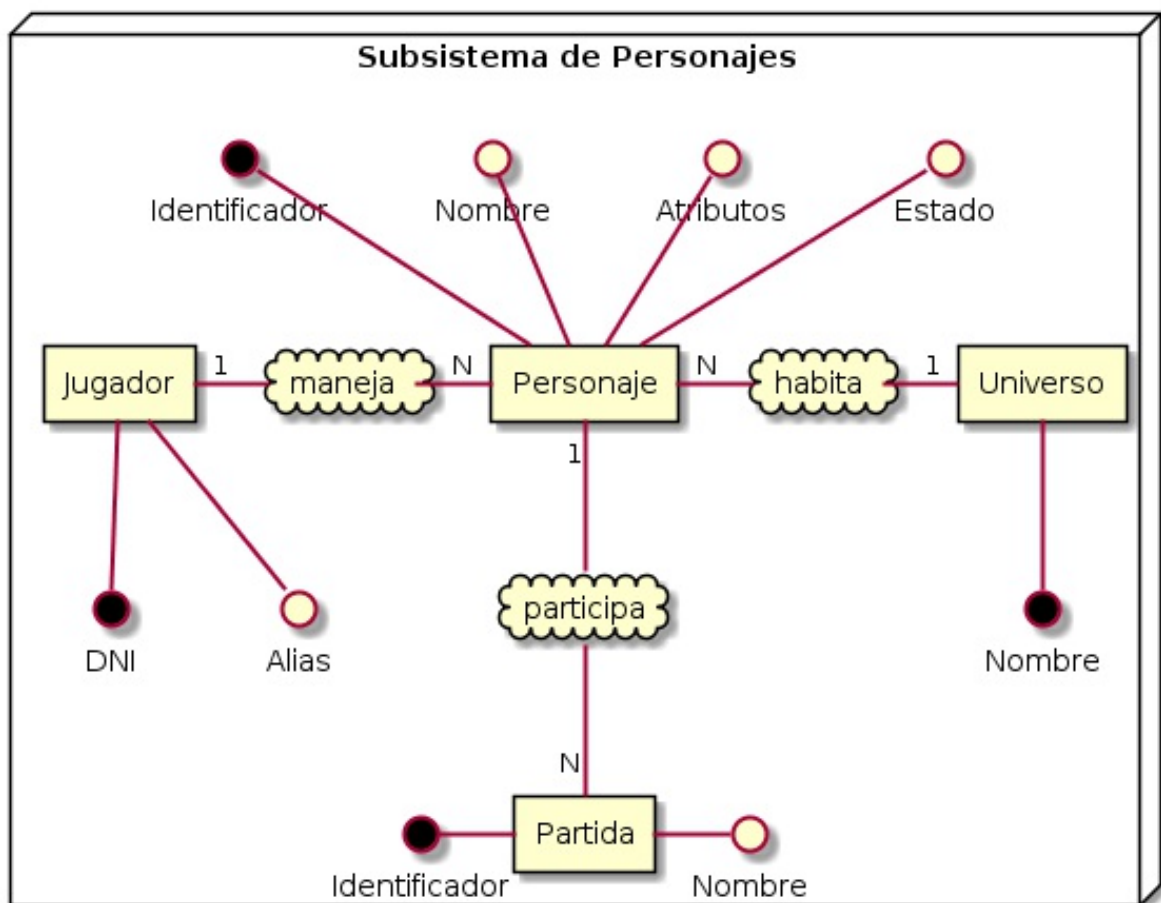 Subsistema de Personajes
Identificador
Nombre
Atributos
Estado
Jugador
1
maneja
N
Personaje
N
habita
1
Universo
1
participa
DNI
Alias
Nombre
N
Partida
Identificador
Nombre